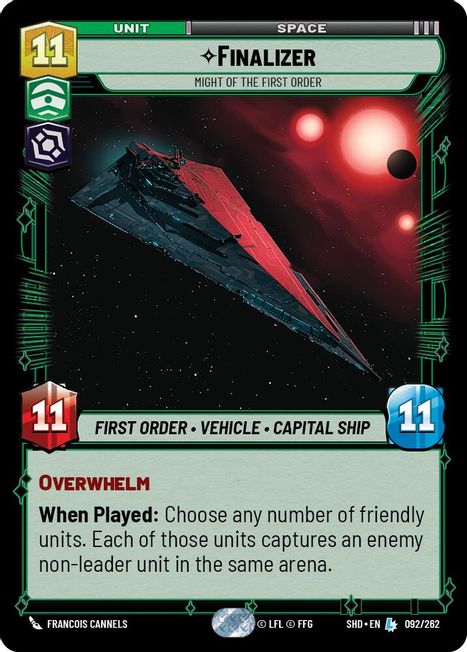 UNIT SPACE
11 ✧FINALIZER
MIGHT OF THE FIRST ORDER
11 FIRST ORDER • VEHICLE • CAPITAL SHIP 11
OVERWHELM
When Played: Choose any number of friendly
units. Each of those units captures an enemy
non-leader unit in the same arena.
FRANCOIS CANNELS © LFL © FFG SHD • EN L 092/262